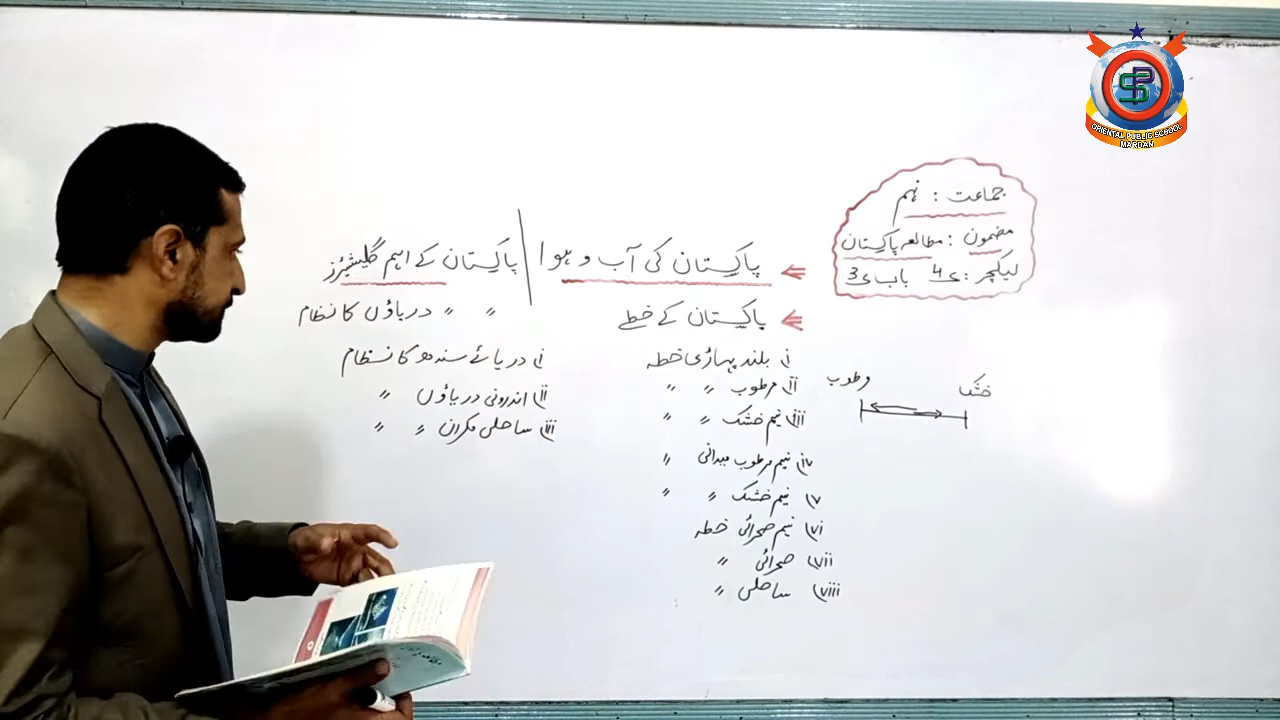 ORIENTAL PUBLIC SCHOOL
MARDAN
جماعت : نہم
مضمون : مطالعہ پاکستان
لیکچر : 4 باب 3
پاکستان کی آب و ہوا
پاکستان کے خطے
i) بلند پہاڑی خطہ
ii) مرطوب " "
iii) نیم خشک " "
iv) نیم مرطوب میدانی "
v) نیم خشک " "
vi) نیم صحرائی خطہ
vii) صحرائی "
viii) ساحلی "
مرطوب
خشک
پاکستان کے اہم گلیشیئرز
" " دریاؤں کا نظام
i) دریائے سندھ کا نظام
ii) اندرونی دریاؤں "
iii) ساحلی مکران " "